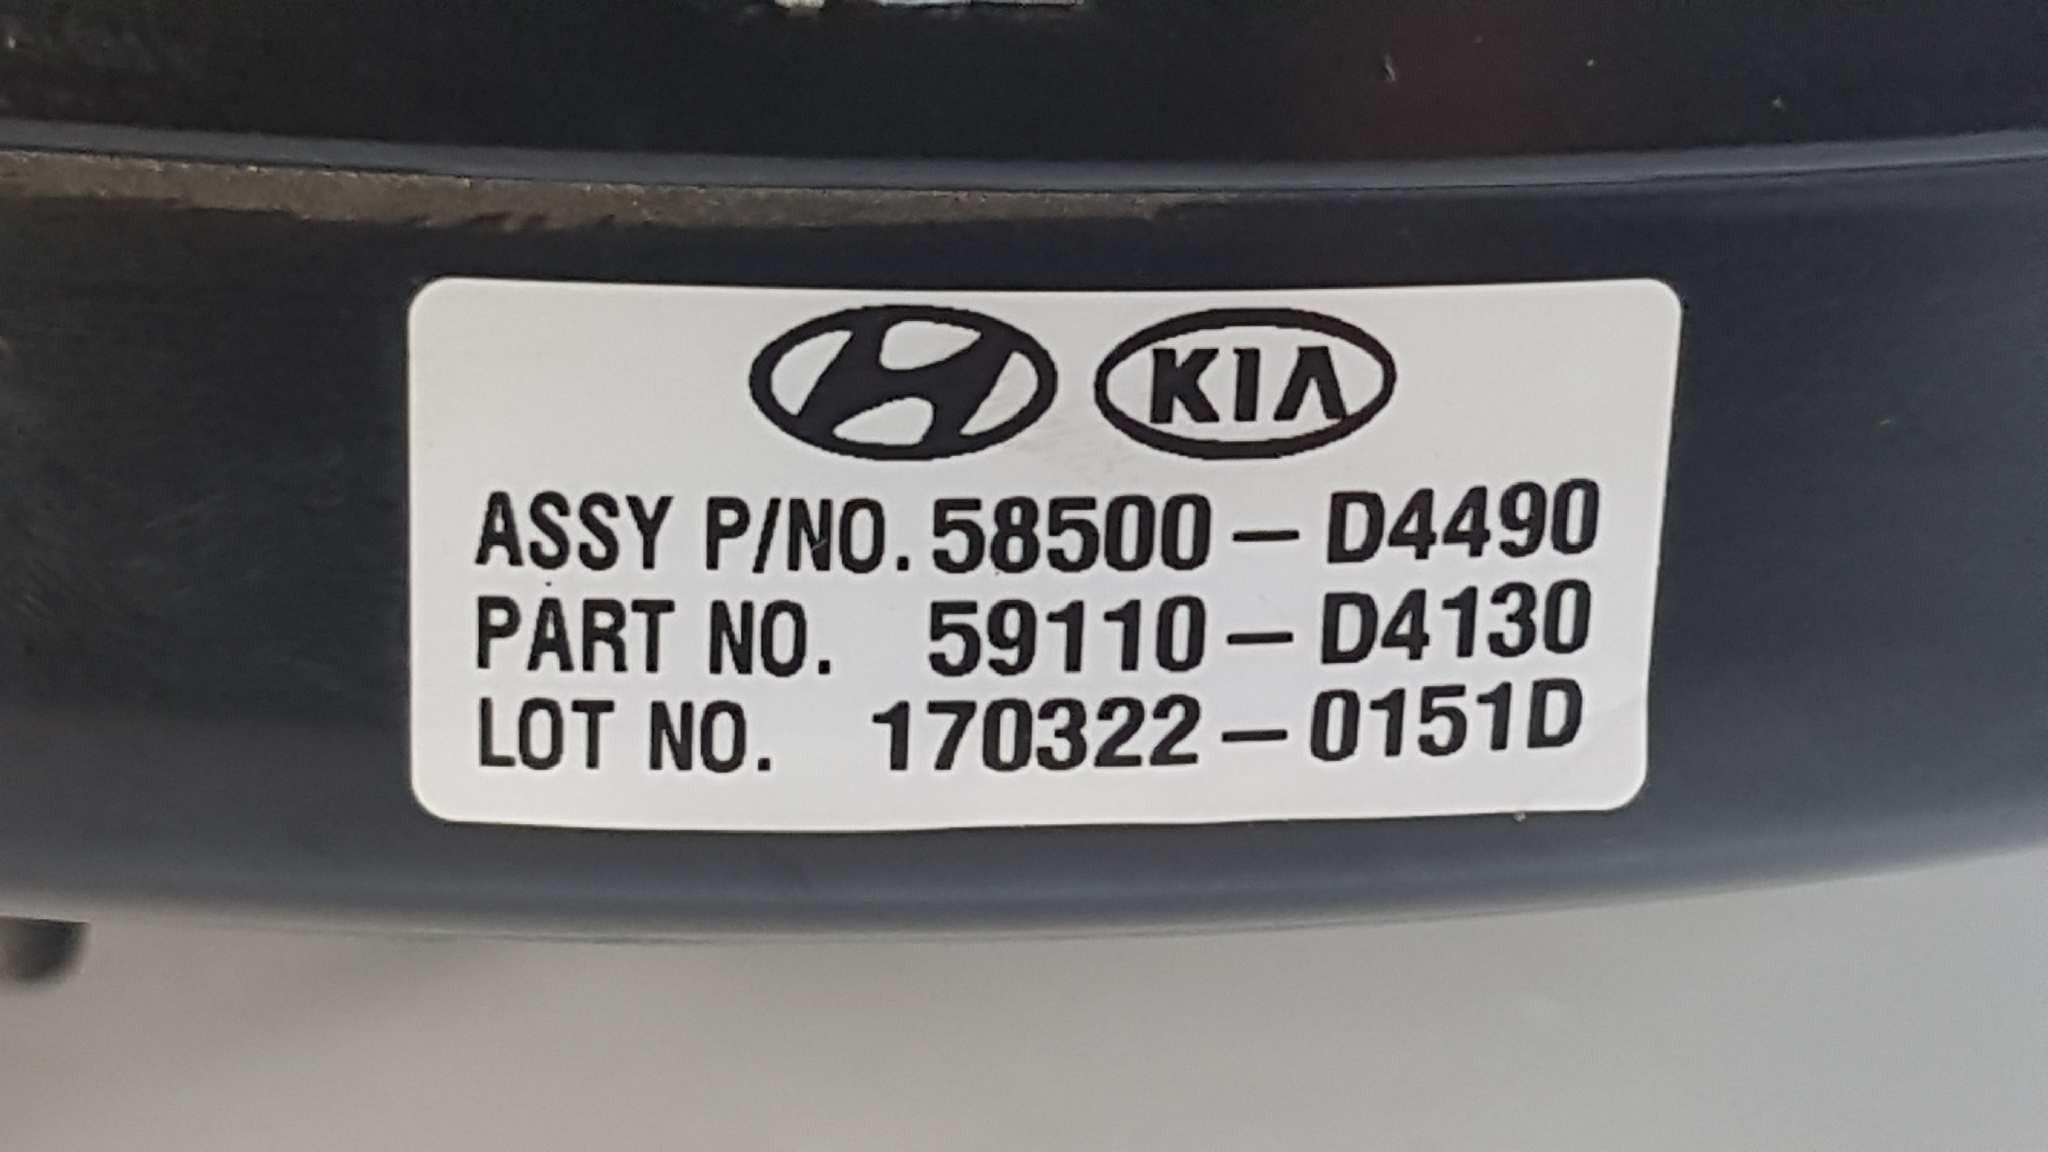 KIA
ASSY P/NO. 58500-D4490
PART NO. 59110-D4130
LOT NO. 170322-0151D